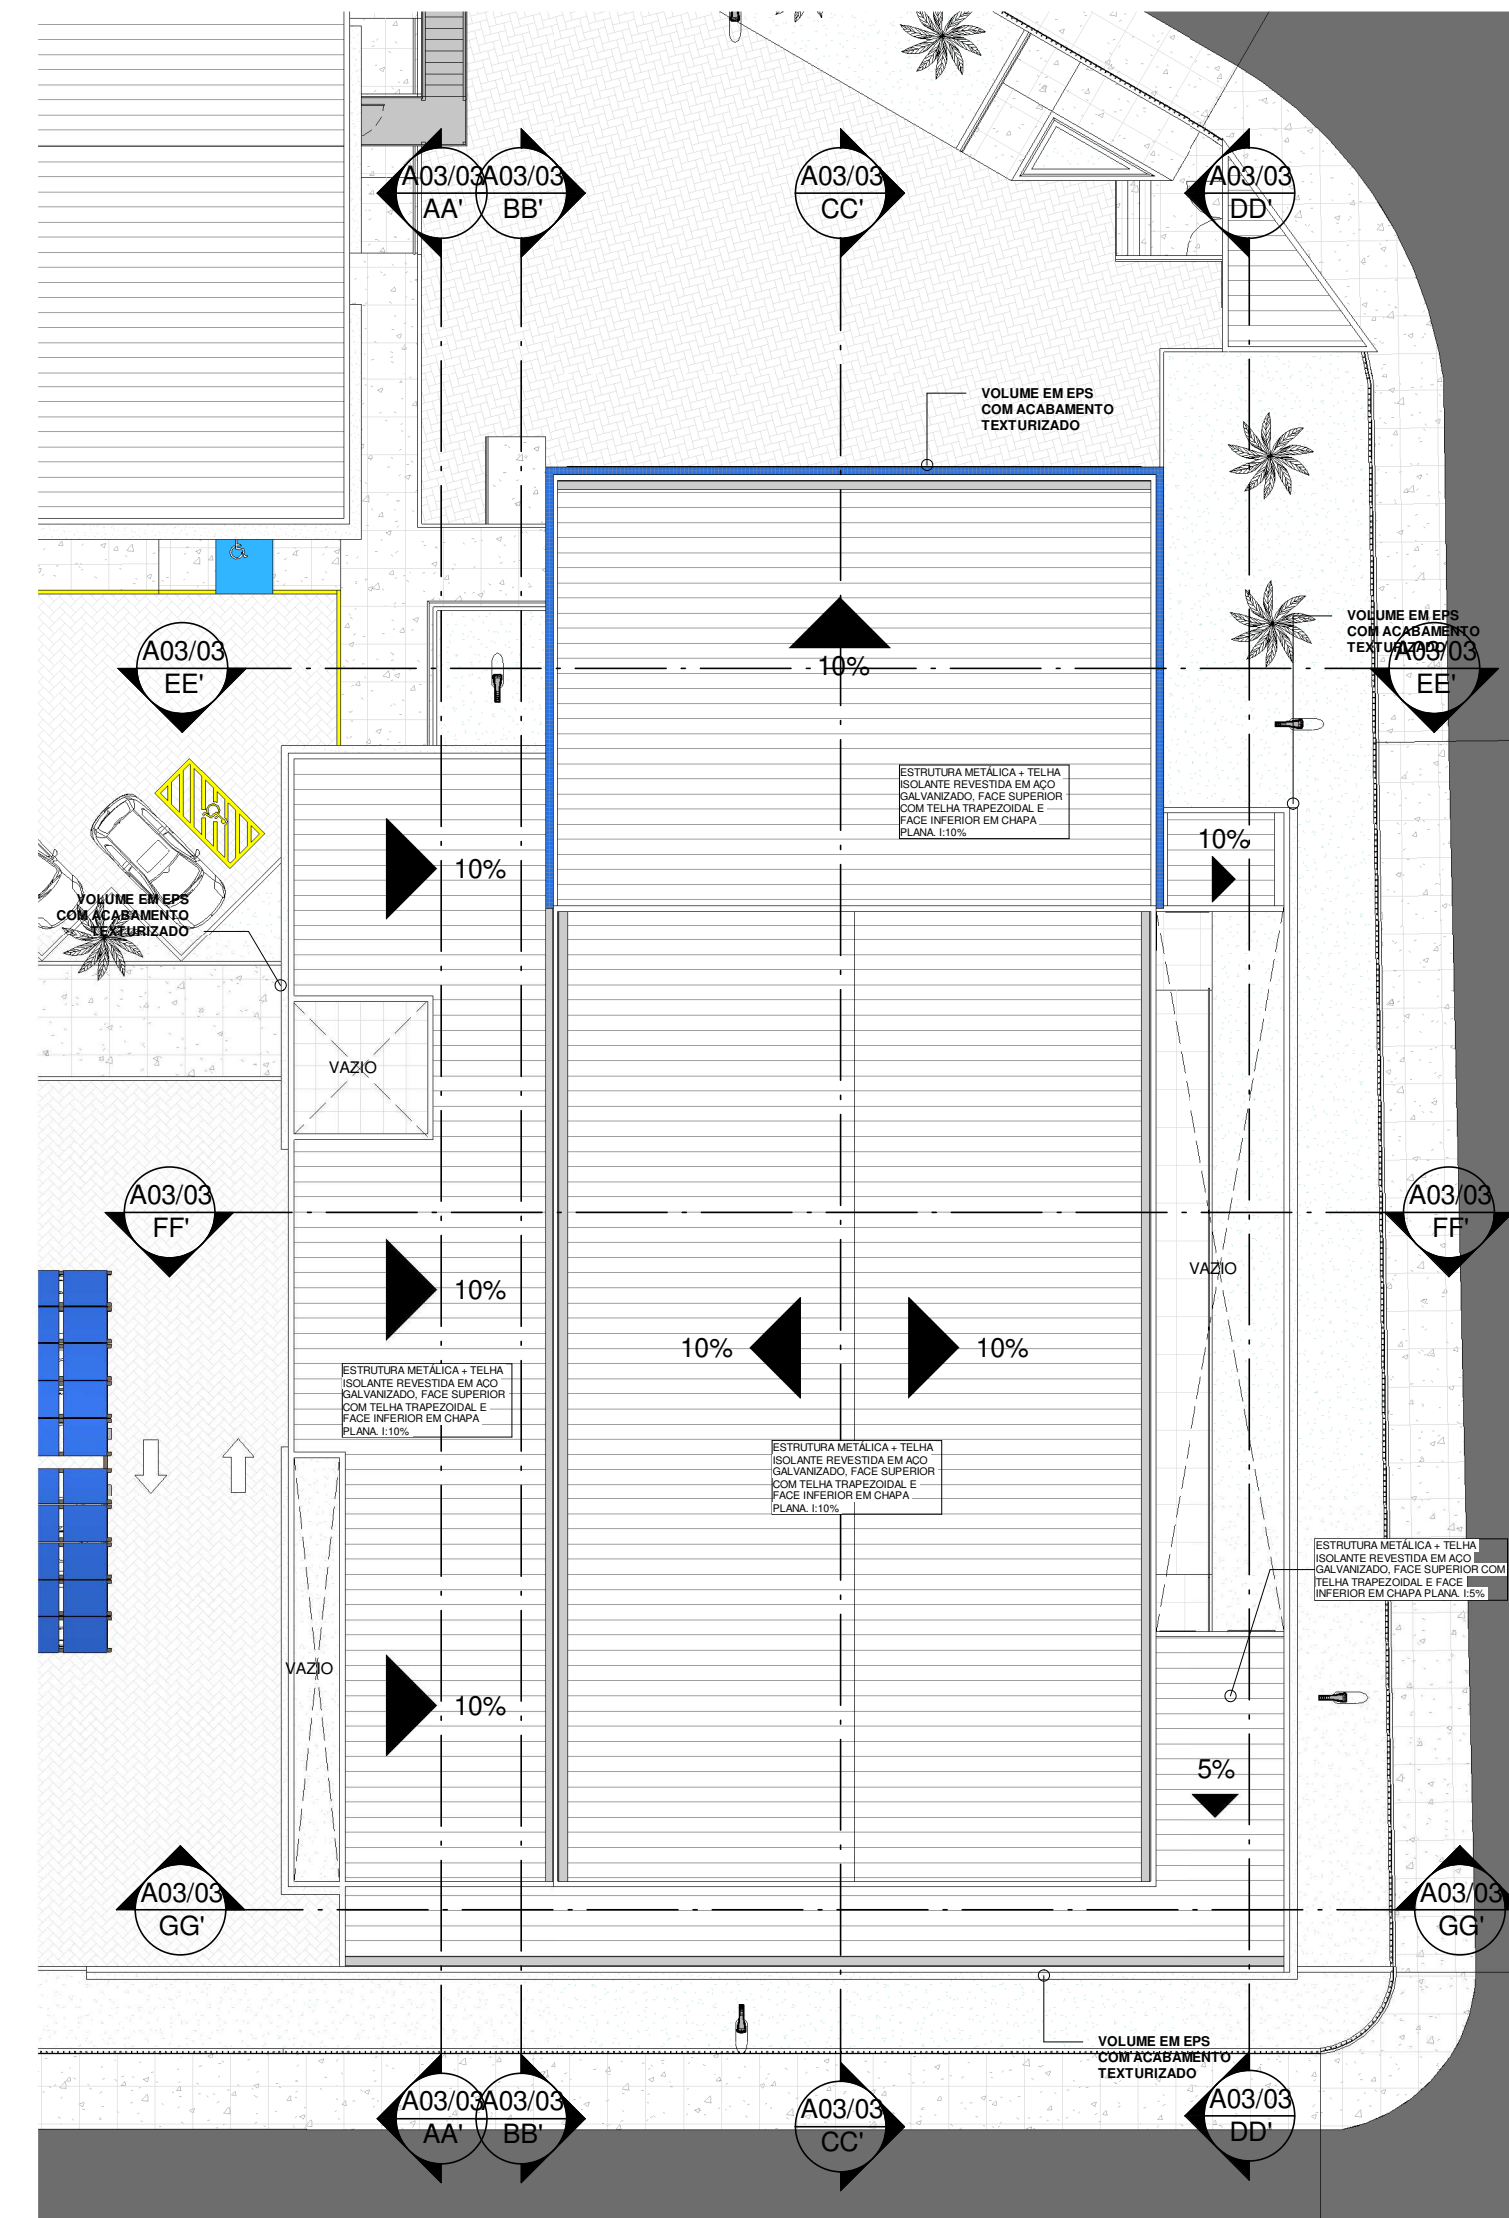 A03/03
AA'
A03/03
BB'
A03/03
CC'
A03/03
DD'
VOLUME EM EPS
COM ACABAMENTO
TEXTURIZADO
VOLUME EM EPS
COM ACABAMENTO
TEXTURIZADO
A03/03
EE'
10%
A03/03
EE'
ESTRUTURA METÁLICA + TELHA
ISOLANTE REVESTIDA EM AÇO
GALVANIZADO, FACE SUPERIOR
COM TELHA TRAPEZOIDAL E
FACE INFERIOR EM CHAPA
PLANA. I:10%
10%
10%
VOLUME EM EPS
COM ACABAMENTO
TEXTURIZADO
VAZIO
A03/03
FF'
A03/03
FF'
VAZIO
10%
10%
10%
ESTRUTURA METÁLICA + TELHA
ISOLANTE REVESTIDA EM AÇO
GALVANIZADO, FACE SUPERIOR
COM TELHA TRAPEZOIDAL E
FACE INFERIOR EM CHAPA
PLANA. I:10%
ESTRUTURA METÁLICA + TELHA
ISOLANTE REVESTIDA EM AÇO
GALVANIZADO, FACE SUPERIOR
COM TELHA TRAPEZOIDAL E
FACE INFERIOR EM CHAPA
PLANA. I:10%
ESTRUTURA METÁLICA + TELHA
ISOLANTE REVESTIDA EM AÇO
GALVANIZADO, FACE SUPERIOR COM
TELHA TRAPEZOIDAL E FACE
INFERIOR EM CHAPA PLANA. I:5%
VAZIO
10%
5%
A03/03
GG'
A03/03
GG'
VOLUME EM EPS
COM ACABAMENTO
TEXTURIZADO
A03/03
AA'
A03/03
BB'
A03/03
CC'
A03/03
DD'